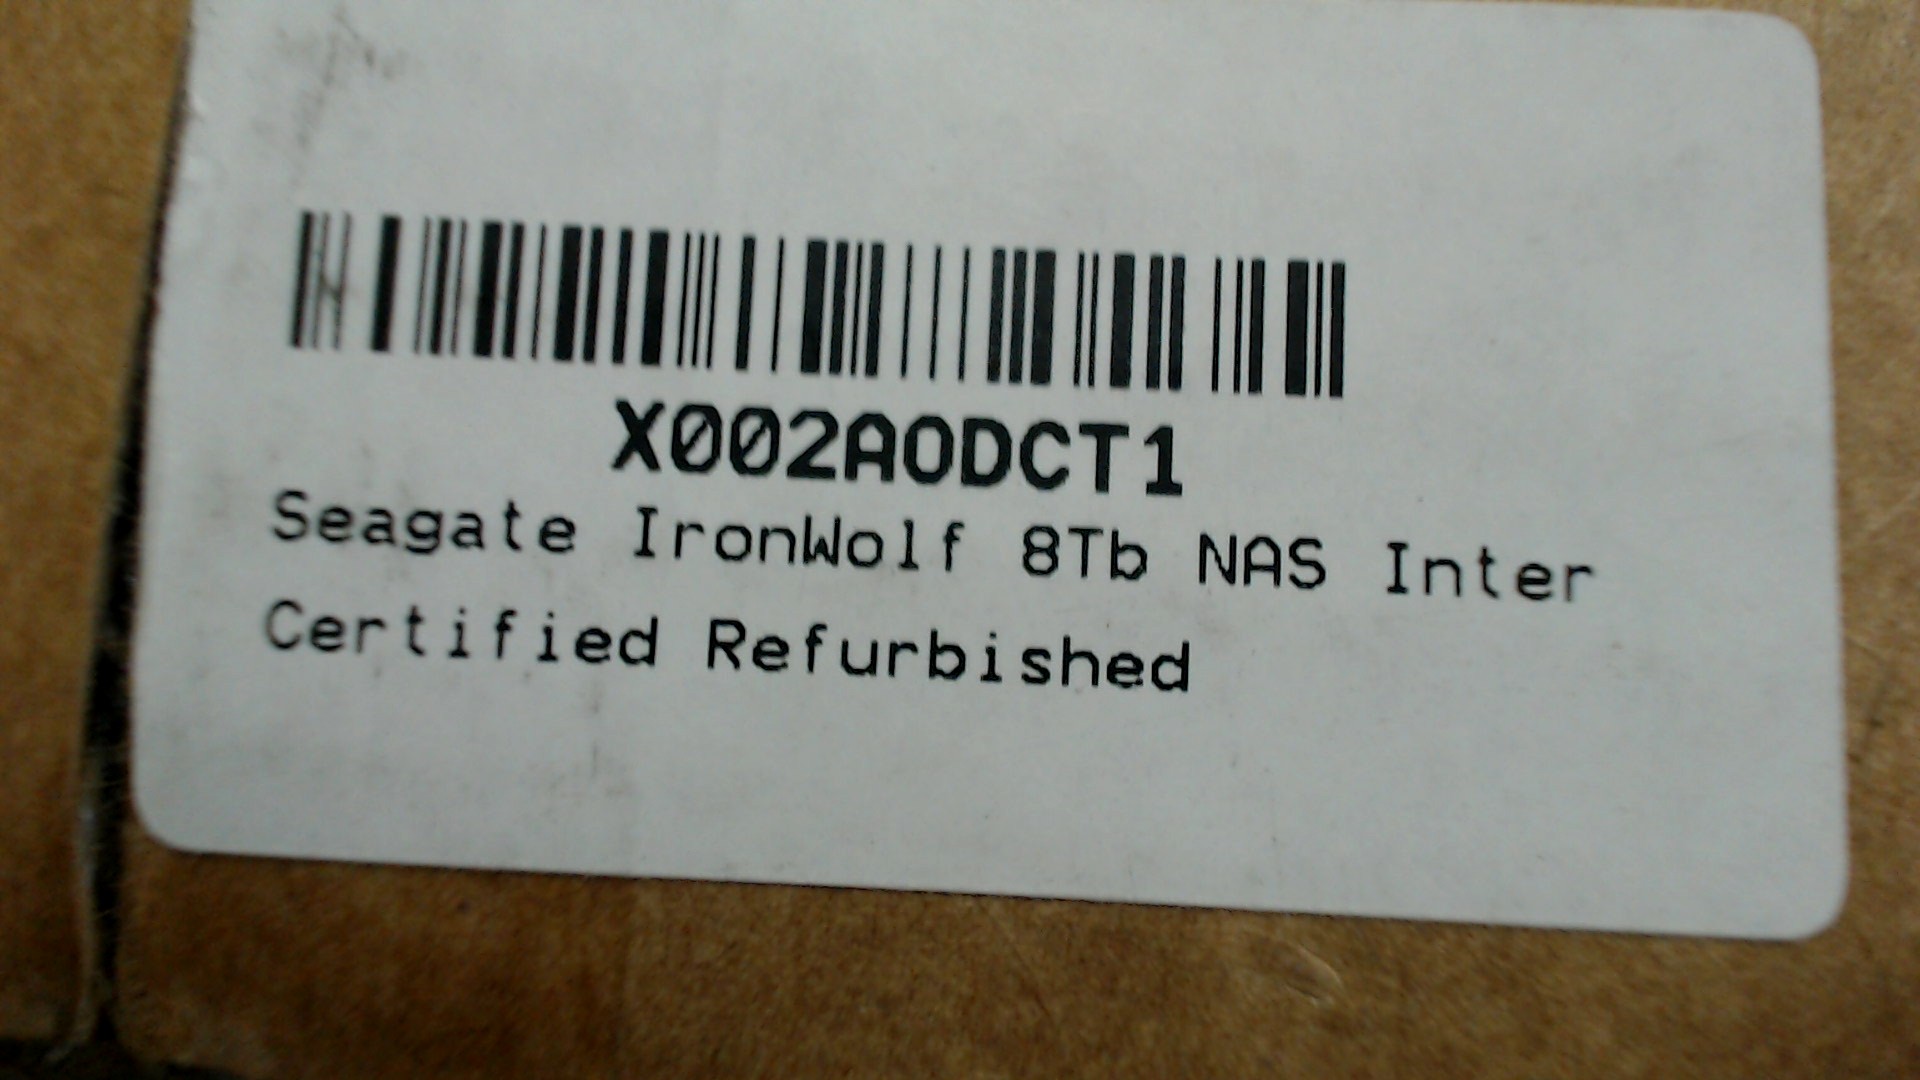 X002AODCT1
Seagate IronWolf 8Tb NAS Inter
Certified Refurbished